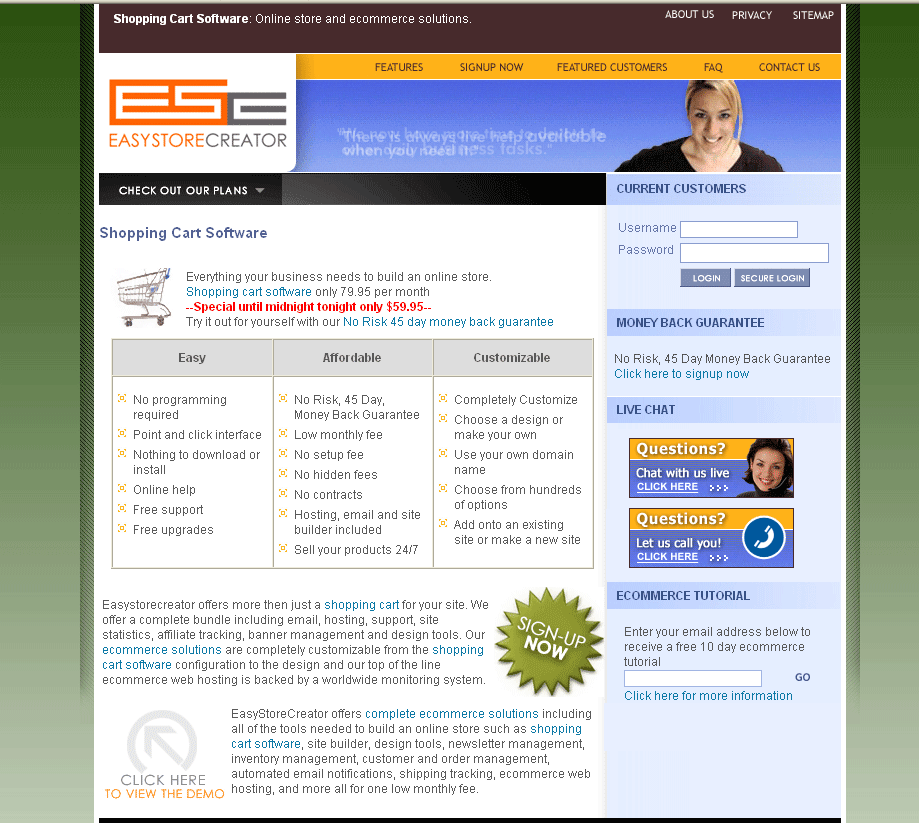 Shopping Cart Software: Online store and ecommerce solutions.
ABOUT US PRIVACY SITEMAP
FEATURES SIGNUP NOW FEATURED CUSTOMERS FAQ CONTACT US
ESC
EASYSTORECREATOR
There is always live help available
when you need it."
CHECK OUT OUR PLANS
Shopping Cart Software
Everything your business needs to build an online store.
Shopping cart software only 79.95 per month
--Special until midnight tonight only $59.95--
Try it out for yourself with our No Risk 45 day money back guarantee
Easy
No programming
required
Point and click interface
Nothing to download or
install
Online help
Free support
Free upgrades
Affordable
No Risk, 45 Day,
Money Back Guarantee
Low monthly fee
No setup fee
No hidden fees
No contracts
Hosting, email and site
builder included
Sell your products 24/7
Customizable
Completely Customize
Choose a design or
make your own
Use your own domain
name
Choose from hundreds
of options
Add onto an existing
site or make a new site
Easystorecreator offers more then just a shopping cart for your site. We
offer a complete bundle including email, hosting, support, site
statistics, affiliate tracking, banner management and design tools. Our
ecommerce solutions are completely customizable from the shopping
cart software configuration to the design and our top of the line
ecommerce web hosting is backed by a worldwide monitoring system.
SIGN-UP
NOW
CLICK HERE
TO VIEW THE DEMO
EasyStoreCreator offers complete ecommerce solutions including
all of the tools needed to build an online store such as shopping
cart software, site builder, design tools, newsletter management,
inventory management, customer and order management,
automated email notifications, shipping tracking, ecommerce web
hosting, and more all for one low monthly fee.
CURRENT CUSTOMERS
Username
Password
LOGIN SECURE LOGIN
MONEY BACK GUARANTEE
No Risk, 45 Day Money Back Guarantee
Click here to signup now
LIVE CHAT
Questions?
Chat with us live
CLICK HERE >>>
Questions?
Let us call you!
CLICK HERE >>>
ECOMMERCE TUTORIAL
Enter your email address below to
receive a free 10 day ecommerce
tutorial
GO
Click here for more information